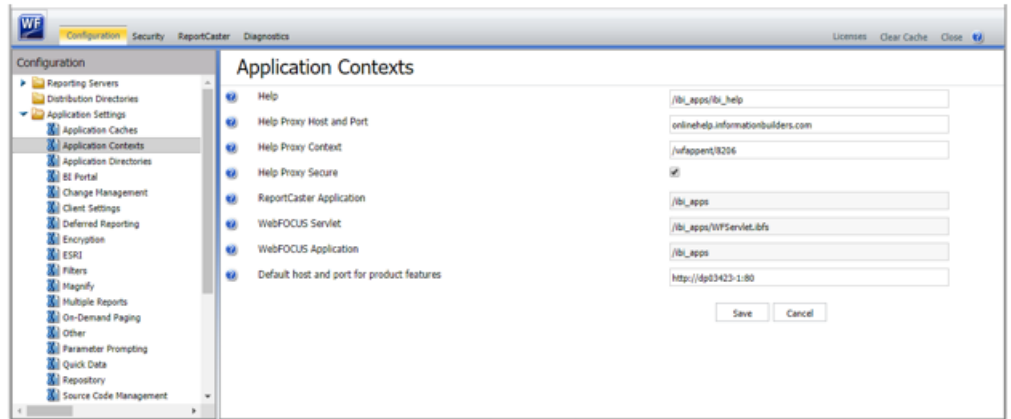 WF
Configuration Security ReportCaster Diagnostics Licenses Clear Cache Close
Configuration
Reporting Servers
Distribution Directories
Application Settings
Application Caches
Application Contexts
Application Directories
BI Portal
Change Management
Client Settings
Deferred Reporting
Encryption
ESRI
Filters
Magnify
Multiple Reports
On-Demand Paging
Other
Parameter Prompting
Quick Data
Repository
Source Code Management
Application Contexts
Help /ibi_apps/ibi_help
Help Proxy Host and Port onlinehelp.informationbuilders.com
Help Proxy Context /wfappent/8206
Help Proxy Secure
ReportCaster Application /ibi_apps
WebFOCUS Servlet /ibi_apps/WFServlet.ibfs
WebFOCUS Application /ibi_apps
Default host and port for product features http://dp03423-1:80
Save Cancel